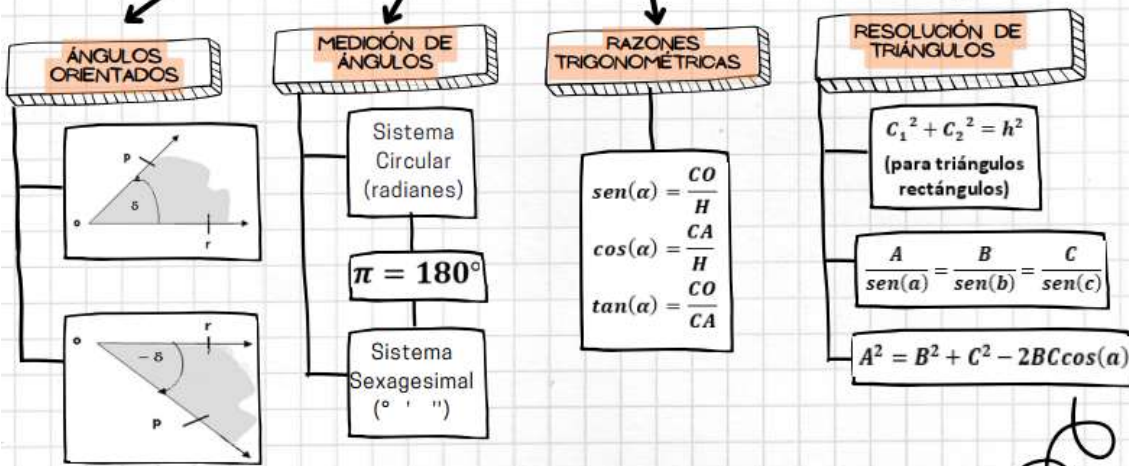 ÁNGULOS
ORIENTADOS
p
δ
o
r
o
r
- δ
P
MEDICIÓN DE
ÁNGULOS
Sistema
Circular
(radianes)
π = 180°
Sistema
Sexagesimal
(° ' '')
RAZONES
TRIGONOMÉTRICAS
sen(α) = CO/H
cos(α) = CA/H
tan(α) = CO/CA
RESOLUCIÓN DE
TRIÁNGULOS
C₁² + C₂² = h²
(para triángulos
rectángulos)
A/sen(a) = B/sen(b) = C/sen(c)
A² = B² + C² − 2BCcos(a)